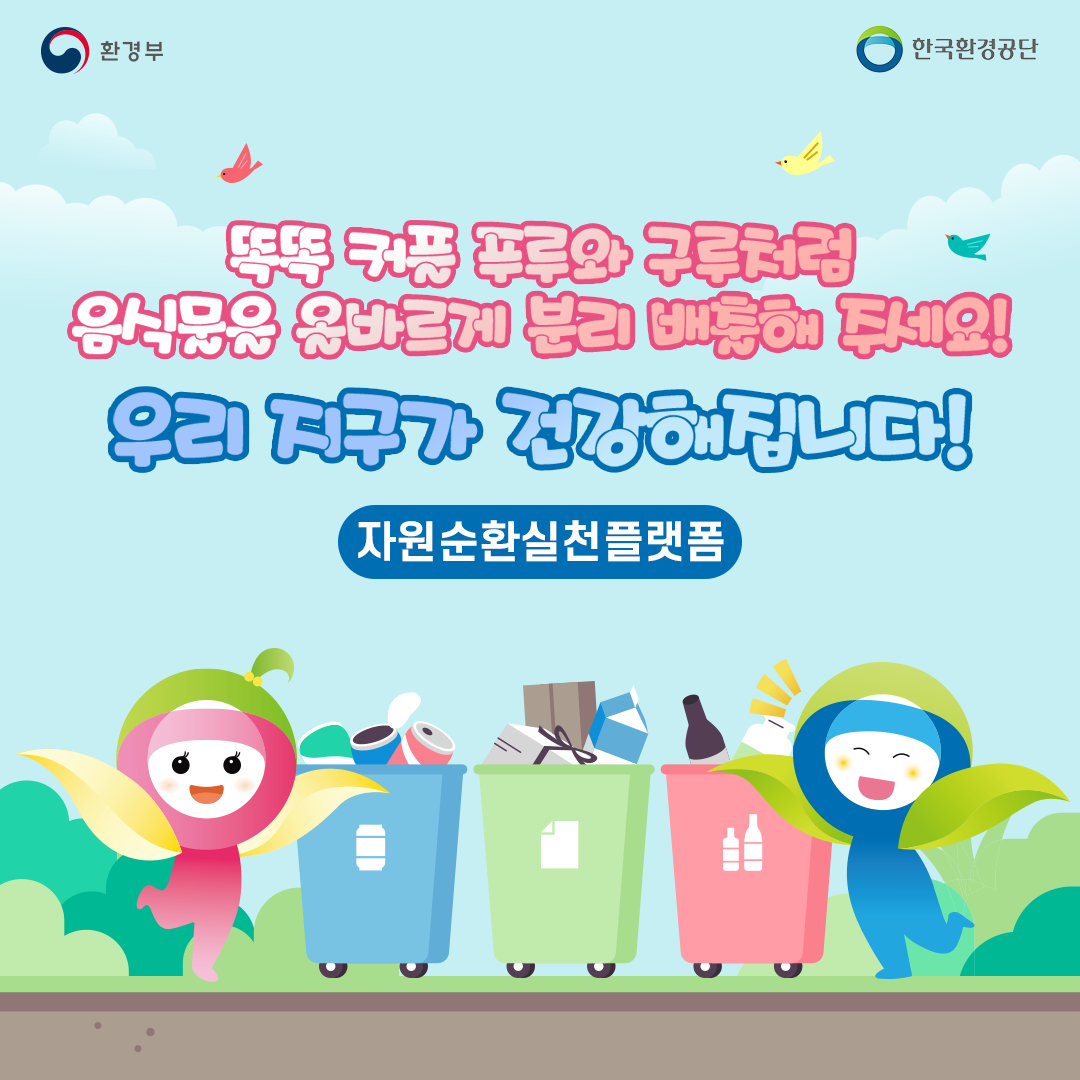 환경부
한국환경공단
똑똑 커플 푸루와 구루처럼
음식물을 올바르게 분리 배출해 주세요!
우리 지구가 건강해집니다!
자원순환실천플랫폼